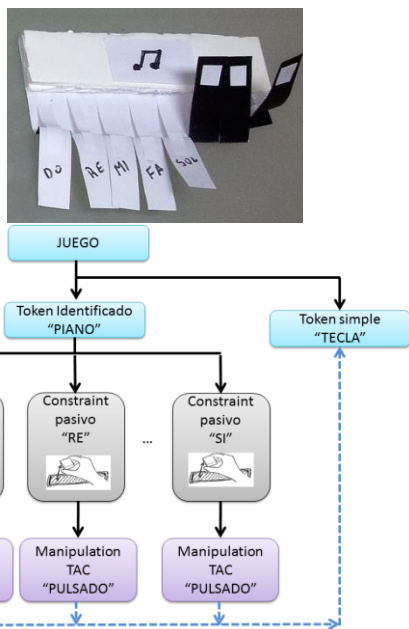 DO RE MI FA SOL
JUEGO
Token Identificado
“PIANO”
Token simple
“TECLA”
Constraint
pasivo
“RE”
...
Constraint
pasivo
“SI”
Manipulation
TAC
“PULSADO”
Manipulation
TAC
“PULSADO”